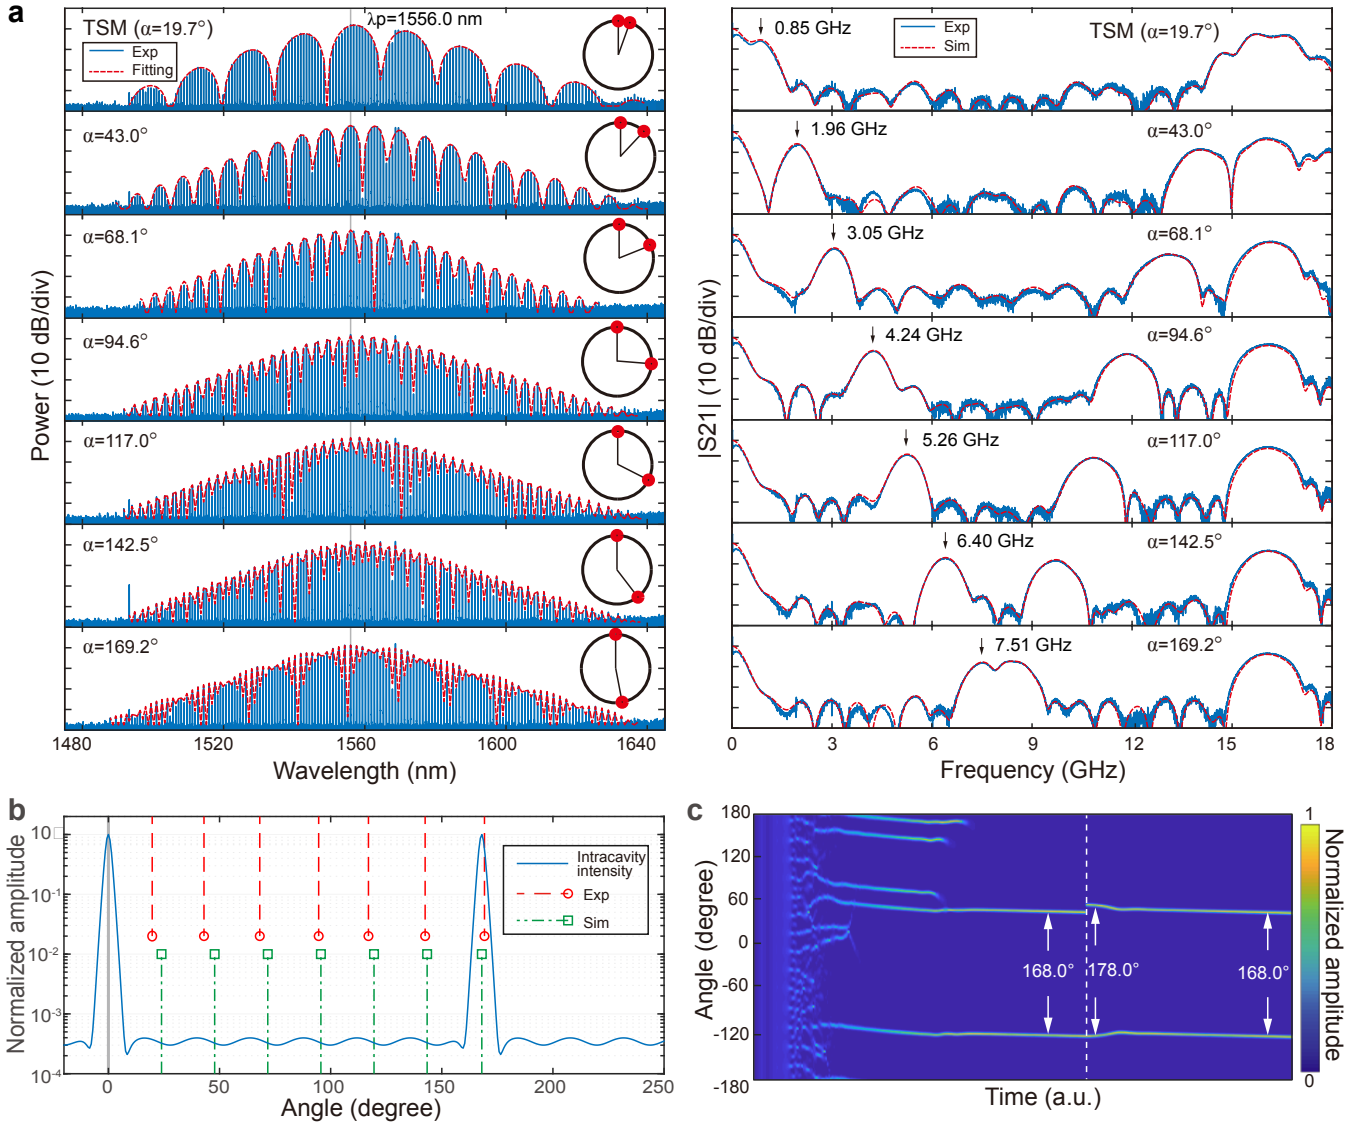 a
TSM (α=19.7°)
λp=1556.0 nm
Exp
Fitting
α=43.0°
α=68.1°
α=94.6°
α=117.0°
α=142.5°
α=169.2°
Power (10 dB/div)
1480 1520 1560 1600 1640
Wavelength (nm)
0.85 GHz
Exp
Sim
TSM (α=19.7°)
1.96 GHz
α=43.0°
3.05 GHz
α=68.1°
4.24 GHz
α=94.6°
5.26 GHz
α=117.0°
6.40 GHz
α=142.5°
7.51 GHz
α=169.2°
|S21| (10 dB/div)
0 3 6 9 12 15 18
Frequency (GHz)
b
Normalized amplitude
10
10-1
10-2
10-3
10-4
Intracavity
intensity
Exp
Sim
0 50 100 150 200 250
Angle (degree)
c
Angle (degree)
180
120
60
0
-60
-120
-180
168.0°
178.0°
168.0°
Time (a.u.)
1
0
Normalized amplitude